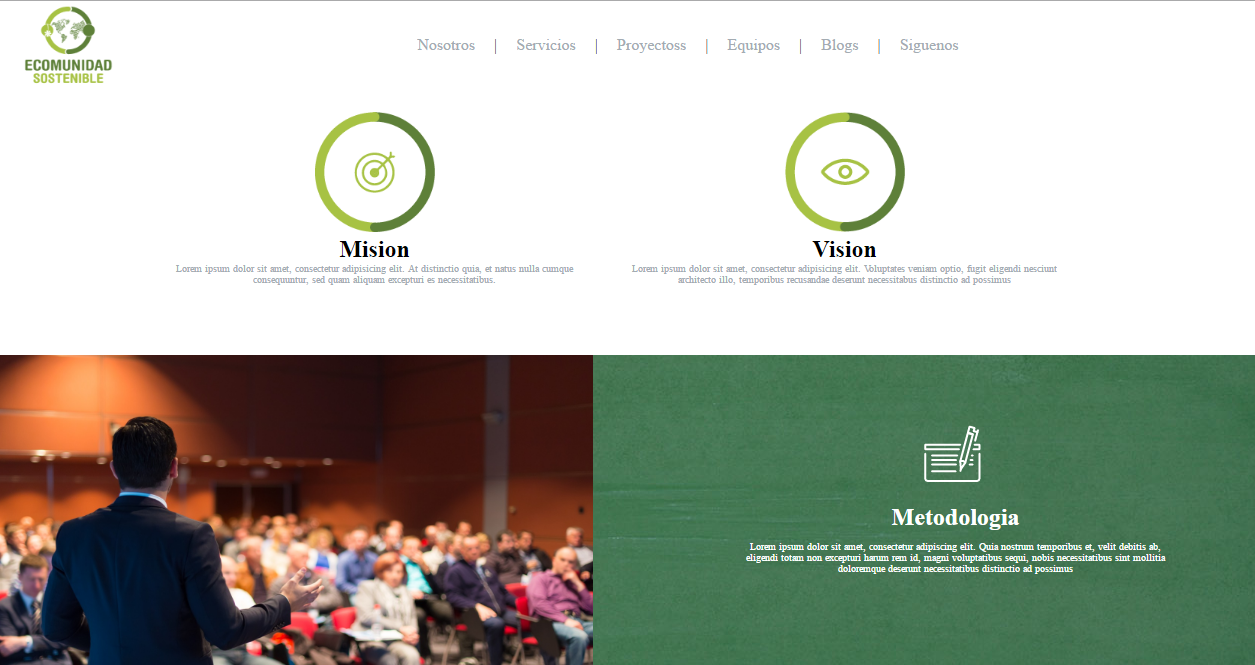 ECOMUNIDAD
SOSTENIBLE
Nosotros | Servicios | Proyectoss | Equipos | Blogs | Siguenos
Mision
Lorem ipsum dolor sit amet, consectetur adipisicing elit. At distinctio quia, et natus nulla cumque
consequuntur, sed quam aliquam excepturi es necessitatibus.
Vision
Lorem ipsum dolor sit amet, consectetur adipisicing elit. Voluptates veniam optio, fugit eligendi nesciunt
architecto illo, temporibus recusandae deserunt necessitabus distinctio ad possimus
Metodologia
Lorem ipsum dolor sit amet, consectetur adipiscing elit. Quia nostrum temporibus et, velit debitis ab,
eligendi totam non excepturi harum rem id, magni voluptatibus sequi, nobis necessitatibus sint mollitia
doloremque deserunt necessitatibus distinctio ad possimus